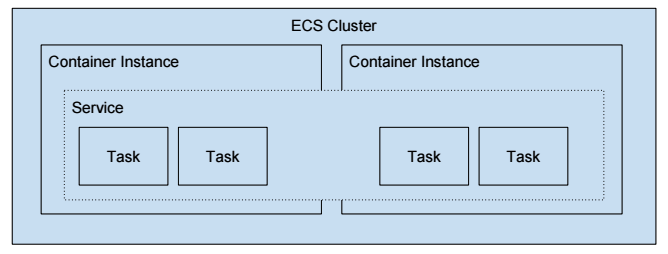 ECS Cluster
Container Instance
Container Instance
Service
Task
Task
Task
Task